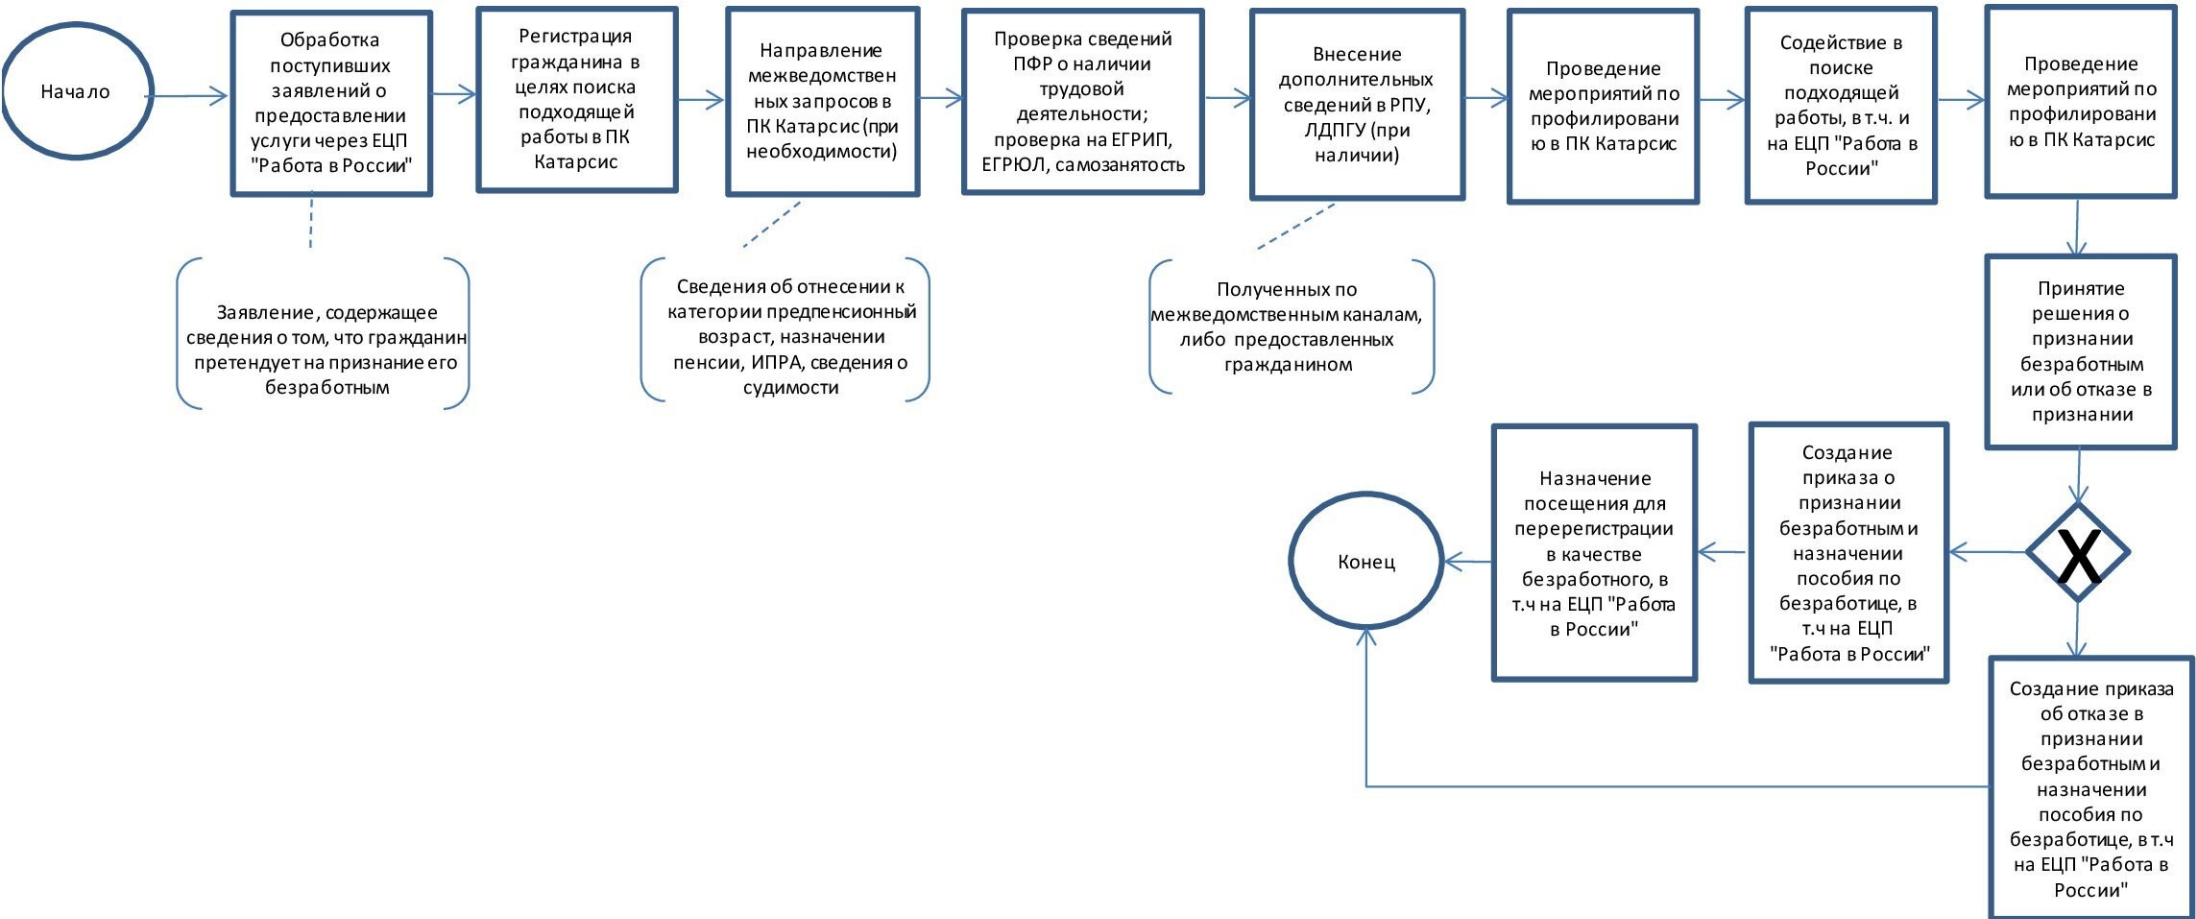 Начало
Обработка
поступивших
заявлений о
предоставлении
услуги через ЕЦП
"Работа в России"
Регистрация
гражданина в
целях поиска
подходящей
работы в ПК
Катарсис
Направление
межведомствен
ных запросов в
ПК Катарсис (при
необходимости)
Проверка сведений
ПФР о наличии
трудовой
деятельности;
проверка на ЕГРИП,
ЕГРЮЛ, самозанятость
Внесение
дополнительных
сведений в РПУ,
ЛДПГУ (при
наличии)
Проведение
мероприятий по
профилировани
ю в ПК Катарсис
Содействие в
поиске
подходящей
работы, в т.ч. и
на ЕЦП "Работа в
России"
Проведение
мероприятий по
профилировани
ю в ПК Катарсис
Заявление, содержащее
сведения о том, что гражданин
претендует на признание его
безработным
Сведения об отнесении к
категории предпенсионный
возраст, назначении
пенсии, ИПРА, сведения о
судимости
Полученных по
межведомственным каналам,
либо предоставленных
гражданином
Принятие
решения о
признании
безработным
или об отказе в
признании
X
Создание
приказа о
признании
безработным и
назначении
пособия по
безработице, в
т.ч на ЕЦП
"Работа в России"
Назначение
посещения для
перерегистрации
в качестве
безработного, в
т.ч на ЕЦП "Работа
в России"
Конец
Создание приказа
об отказе в
признании
безработным и
назначении
пособия по
безработице, в т.ч
на ЕЦП "Работа в
России"